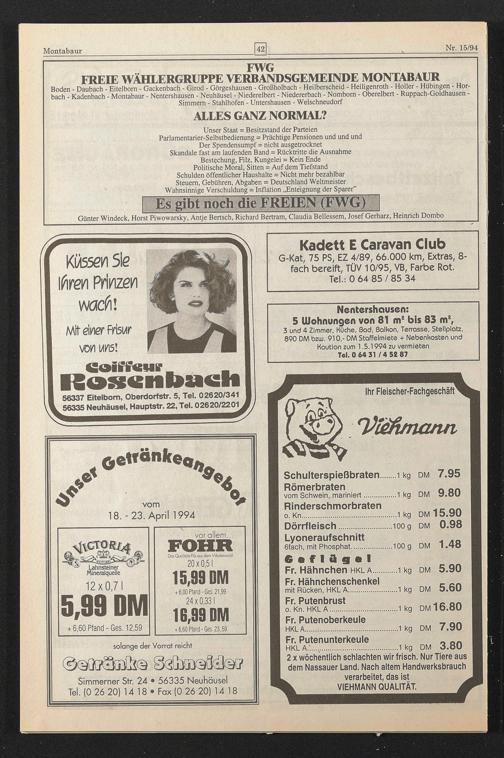 Montabaur
42
Nr. 15/94
FWG
FREIE WÄHLERGRUPPE VERBANDSGEMEINDE MONTABAUR
Boden - Daubach - Eitelborn - Gackenbach - Girod - Görgeshausen - Großholbach - Heilberscheid - Heiligenroth - Holler - Hübingen - Hor-
bach - Kadenbach - Montabaur - Nentershausen - Neuhäusel - Niederelbert - Niedererbach - Nomborn - Oberelbert - Ruppach-Goldhausen -
Simmern - Stahlhofen - Untershausen - Welschneudorf
ALLES GANZ NORMAL?
Unser Staat = Besitzstand der Parteien
Parlamentarier-Selbstbedienung = Prächtige Pensionen und und und
Der Spendensumpf = nicht ausgetrocknet
Skandale fast am laufenden Band = Rücktritte die Ausnahme
Bestechung, Filz, Kungelei = Kein Ende
Politische Moral, Sitten = Auf dem Tiefstand
Schulden öffentlicher Haushalte = Nicht mehr bezahlbar
Steuern, Gebühren, Abgaben = Deutschland Weltmeister
Wahnsinnige Verschuldung = Inflation „Enteignung der Sparer"
Es gibt noch die FREIEN (FWG)
Günter Windeck, Horst Piwowarsky, Antje Bertsch, Richard Bertram, Claudia Bellessem, Josef Gerharz, Heinrich Dombo
Küssen Sie
Ihren Prinzen
wach!
Mit einer Frisur
von uns!
Coiffeur
Rosenbach
56337 Eitelborn, Oberdorfstr. 5, Tel. 02620/341
56335 Neuhäusel, Hauptstr. 22, Tel. 02620/2201
Kadett E Caravan Club
G-Kat, 75 PS, EZ 4/89, 66.000 km, Extras, 8-
fach bereift, TÜV 10/95, VB, Farbe Rot.
Tel.: 0 64 85 / 85 34
Nentershausen:
5 Wohnungen von 81 m² bis 83 m²,
3 und 4 Zimmer, Küche, Bad, Balkon, Terrasse, Stellplatz,
890 DM bzw. 910,- DM Staffelmiete + Nebenkosten und
Kaution zum 1.5.1994 zu vermieten
Tel. 0 64 31 / 4 52 87
Unser Getränkeangebot
vom
18. - 23. April 1994
VICTORIA
Lahnsteiner
Mineralquelle
12 x 0,7 l
5,99 DM
+ 6,60 Pfand - Ges. 12,59
vor allem.
FOHR
20 x 0,5 l
15,99 DM
+ 6,00 Pfand - Ges. 21,99
24 x 0,33 l
16,99 DM
+ 6,60 Pfand - Ges. 23,59
solange der Vorrat reicht
Getränke Schneider
Simmerner Str. 24 • 56335 Neuhäusel
Tel. (0 26 20) 14 18 • Fax (0 26 20) 14 18
Ihr Fleischer-Fachgeschäft
Viehmann
Schulterspießbraten.....1 kg DM 7.95
Römerbraten
vom Schwein, mariniert ............1 kg DM 9.80
Rinderschmorbraten
o. Kn....................................1 kg DM 15.90
Dörrfleisch ...................100 g DM 0.98
Lyoneraufschnitt
6fach, mit Phosphat..............100 g DM 1.48
Geflügel
Fr. Hähnchen HKL A.......1 kg DM 5.90
Fr. Hähnchenschenkel
mit Rücken, HKL A...................1 kg DM 5.60
Fr. Putenbrust
o. Kn. HKL A..........................1 kg DM 16.80
Fr. Putenoberkeule
HKL A....................................1 kg DM 7.90
Fr. Putenunterkeule
HKL A....................................1 kg DM 3.80
2 x wöchentlich schlachten wir frisch. Nur Tiere aus
dem Nassauer Land. Nach altem Handwerksbrauch
verarbeitet, das ist
VIEHMANN QUALITÄT.